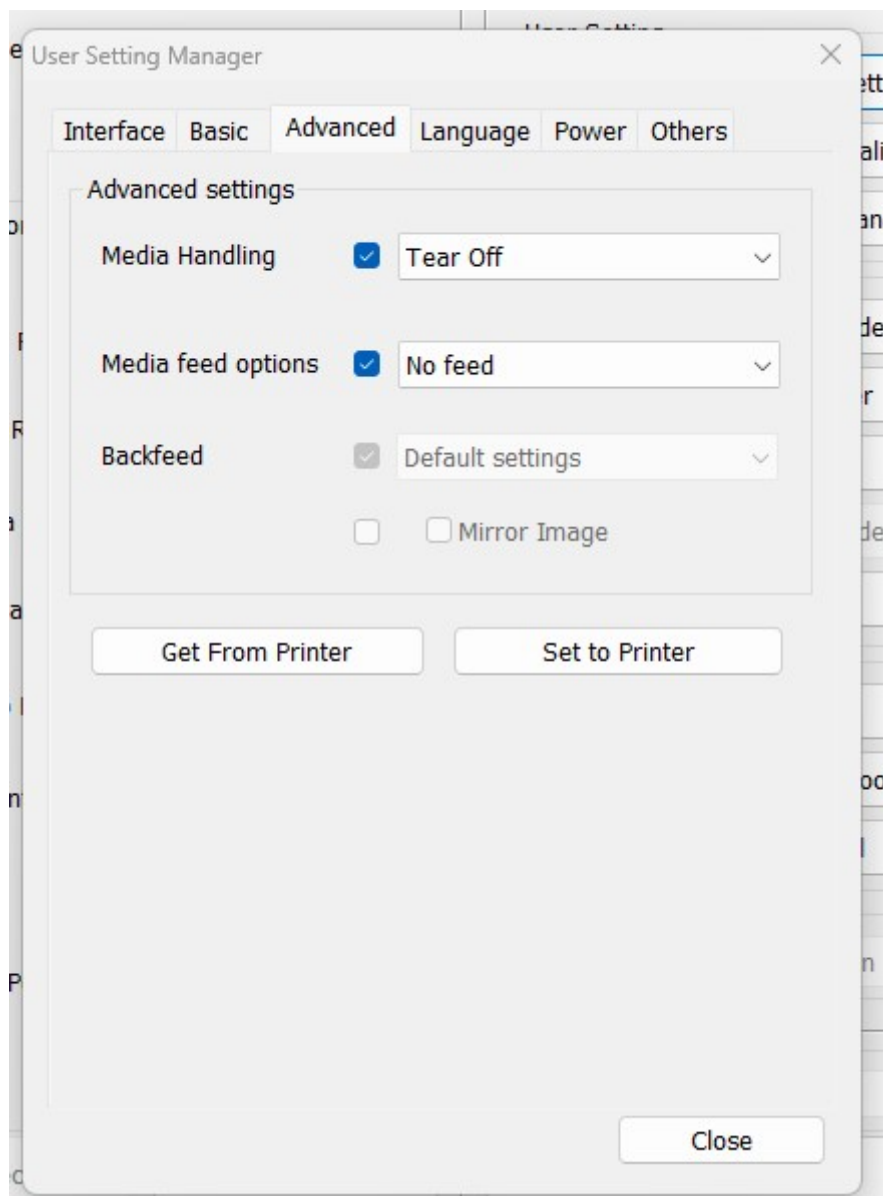 User Setting Manager
Interface Basic Advanced Language Power Others
Advanced settings
Media Handling Tear Off
Media feed options No feed
Backfeed Default settings
Mirror Image
Get From Printer Set to Printer
Close